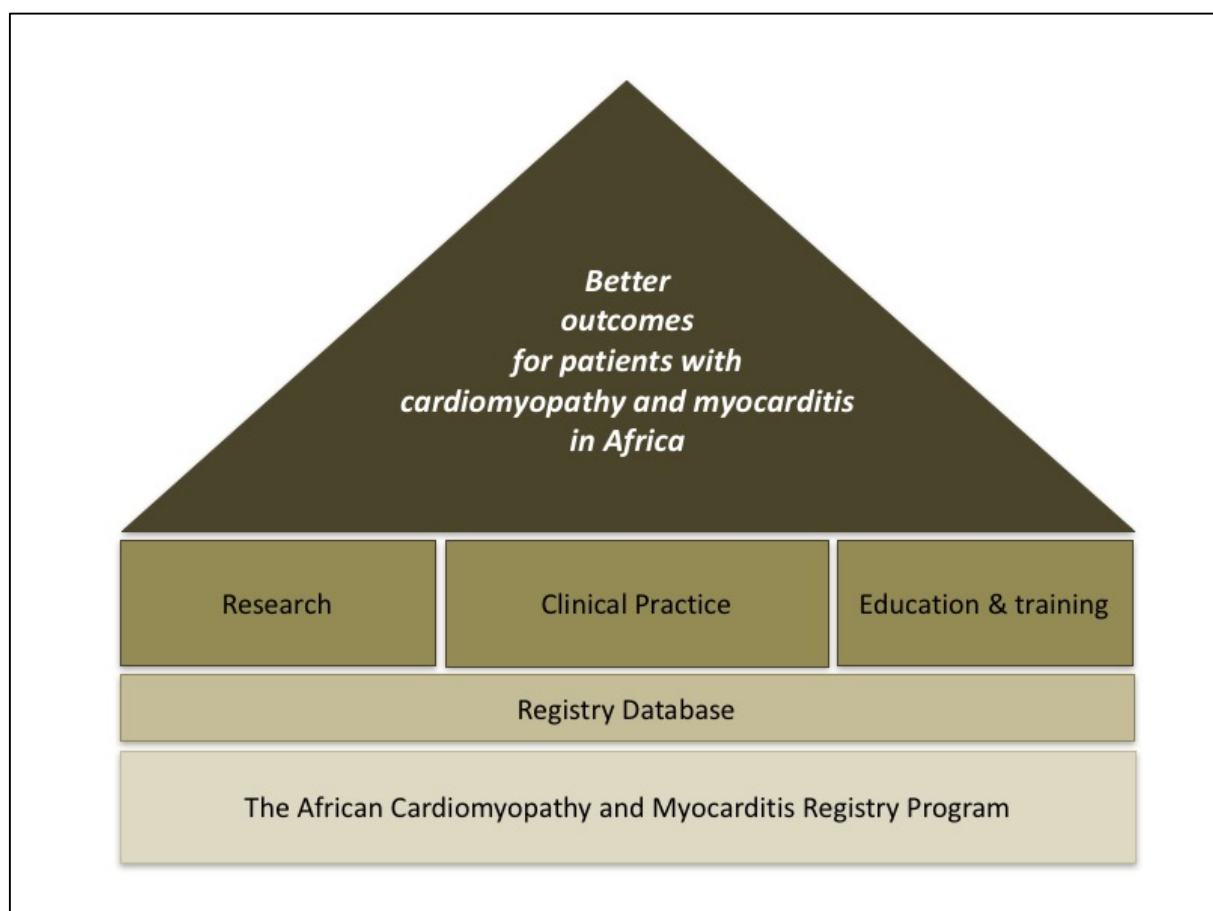 Better
outcomes
for patients with
cardiomyopathy and myocarditis
in Africa
Research
Clinical Practice
Education & training
Registry Database
The African Cardiomyopathy and Myocarditis Registry Program